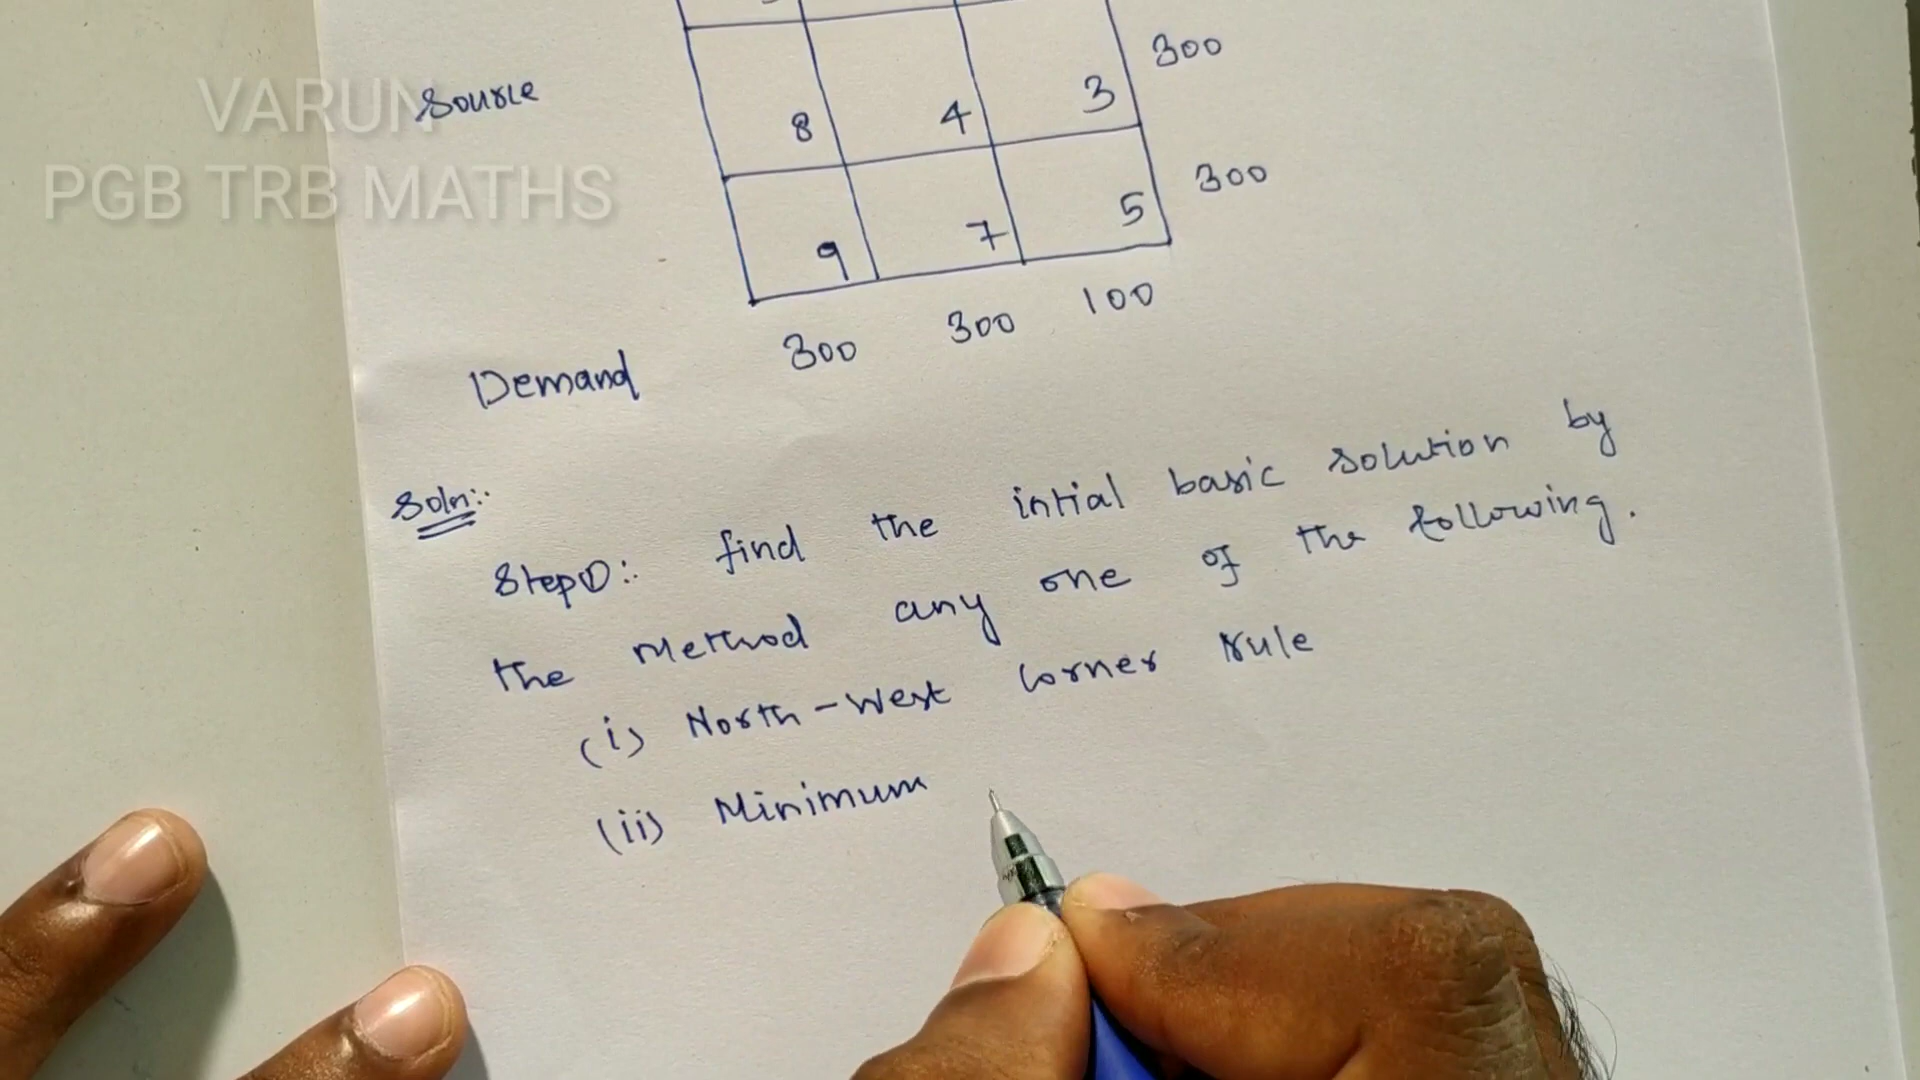 VARUN
PGB TRB MATHS
300
Source
8 4 3
300
9 7 5
300 300 100
Demand
Soln:
Step①: find the intial basic solution by
the Method any one of the following.
(i) North-West Corner Rule
(ii) Minimum